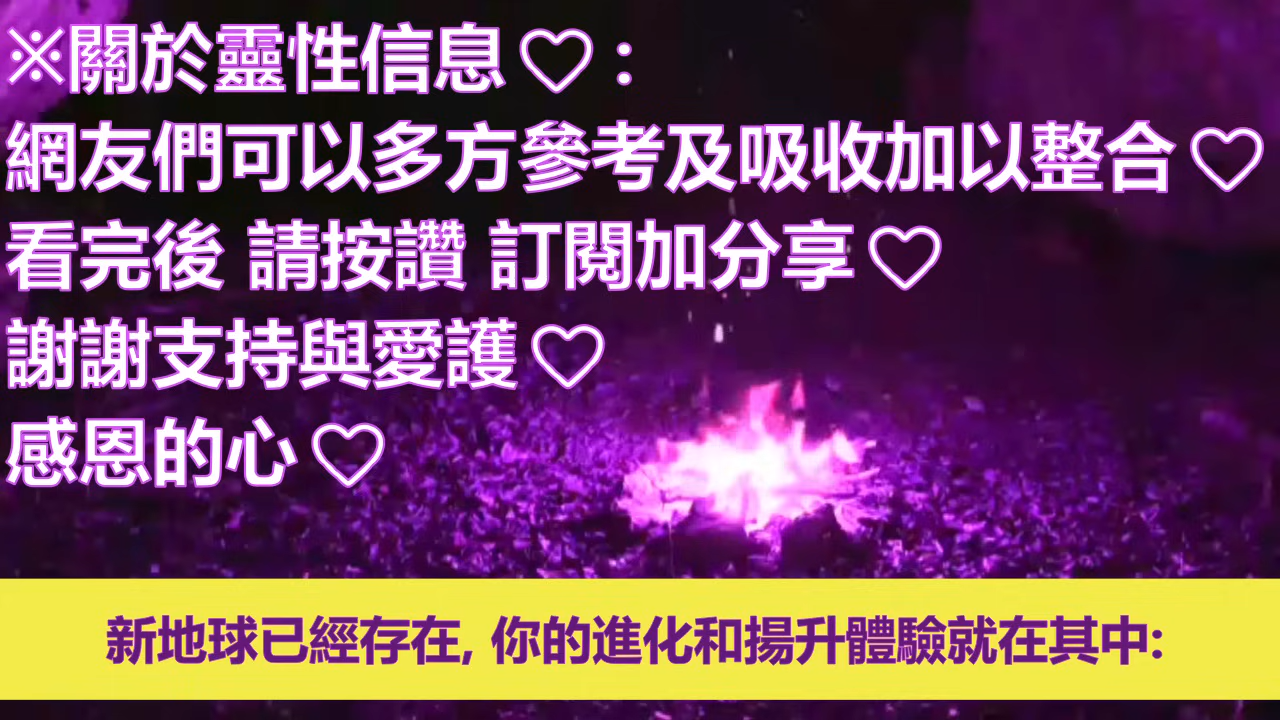 ※關於靈性信息♡：
網友們可以多方參考及吸收加以整合♡
看完後 請按讚 訂閱加分享♡
謝謝支持與愛護♡
感恩的心♡
新地球已經存在, 你的進化和揚升體驗就在其中: